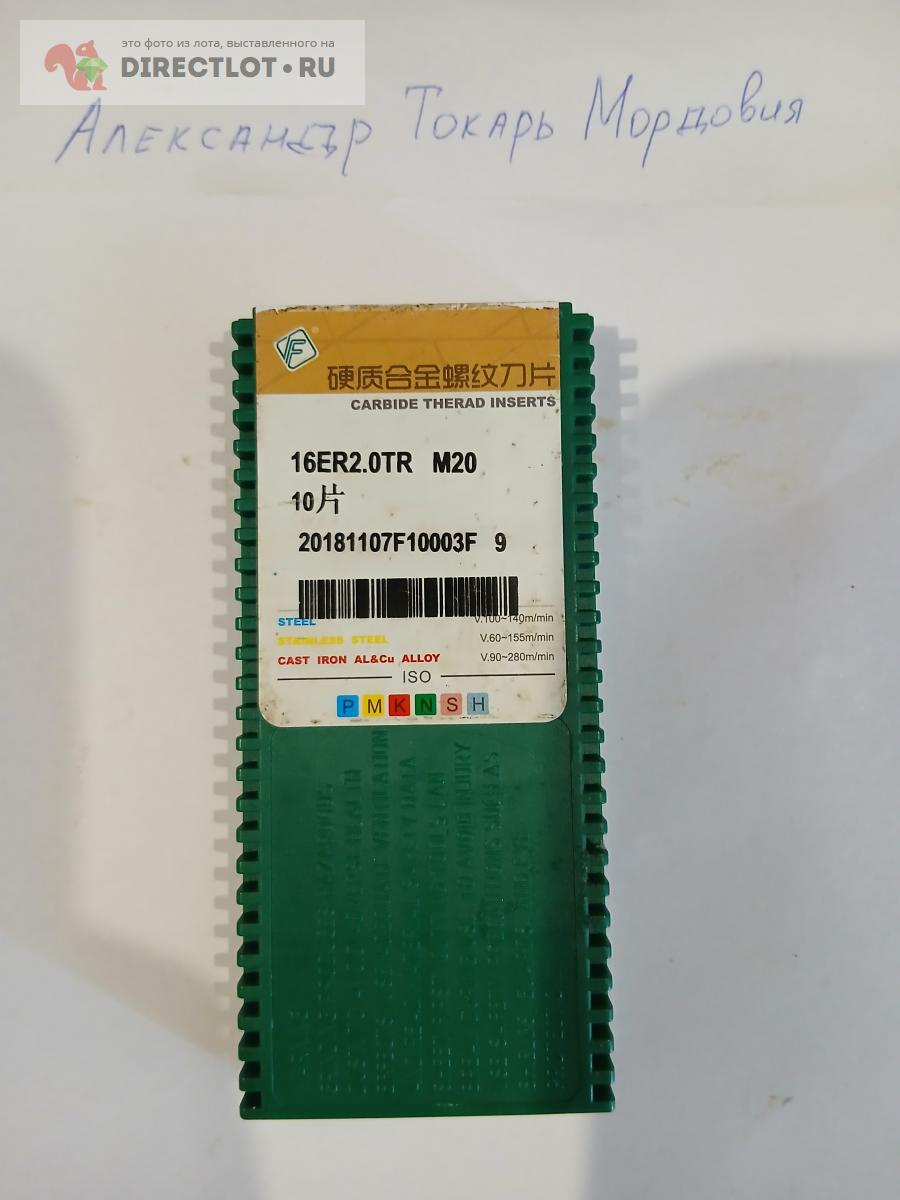 это фото из лота, выставленного на
DIRECTLOT•RU
Александр Токарь Мордовия
VF
®
硬质合金螺纹刀片
CARBIDE THERAD INSERTS
16ER2.0TR M20
10片
20181107F10003F 9
STEEL V.100~140m/min
STAINLESS STEEL V.60~155m/min
CAST IRON AL&Cu ALLOY V.90~280m/min
ISO
P M K N S H